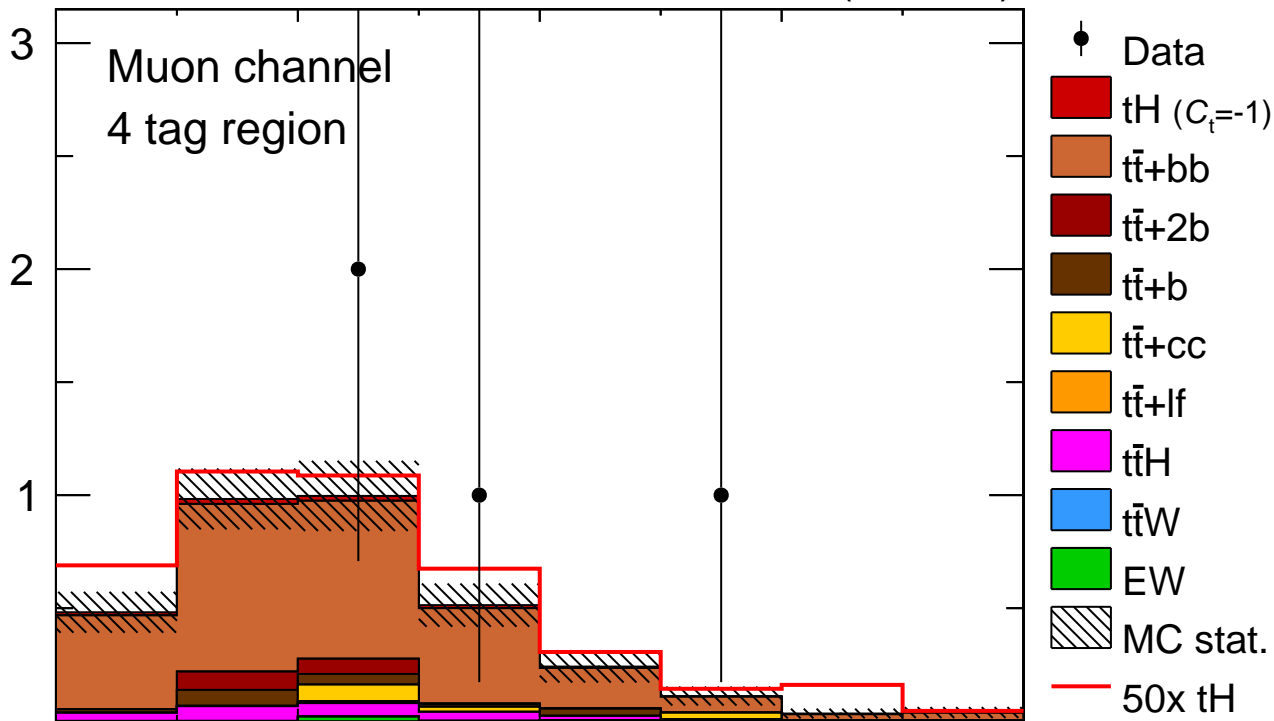 3
2
1
Muon channel
4 tag region
Data
tH (Cₜ=-1)
tt̄+bb
tt̄+2b
tt̄+b
tt̄+cc
tt̄+lf
tt̄H
tt̄W
EW
MC stat.
50x tH